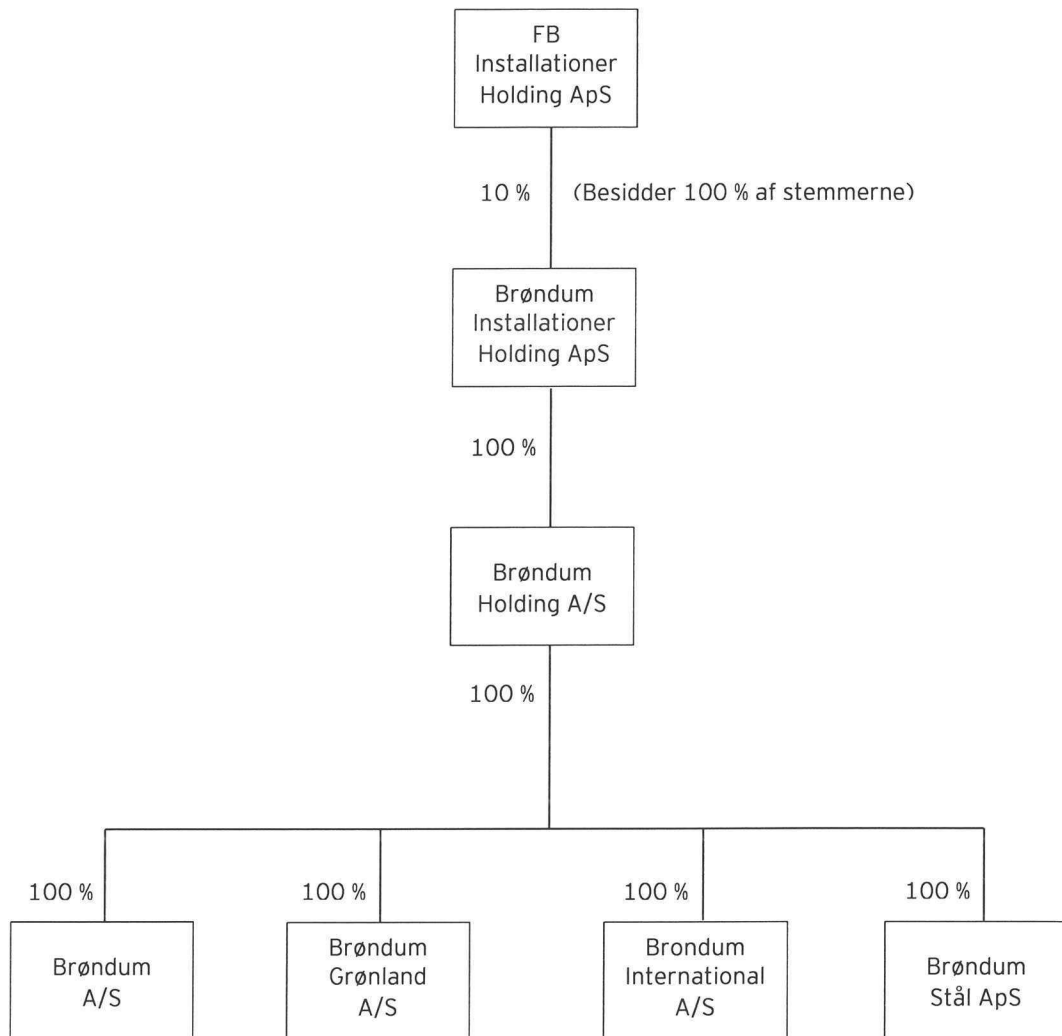 FB
Installationer
Holding ApS
10 %
(Besidder 100 % af stemmerne)
Brøndum
Installationer
Holding ApS
100 %
Brøndum
Holding A/S
100 %
100 %
100 %
100 %
100 %
Brøndum
A/S
Brøndum
Grønland
A/S
Brondum
International
A/S
Brøndum
Stål ApS